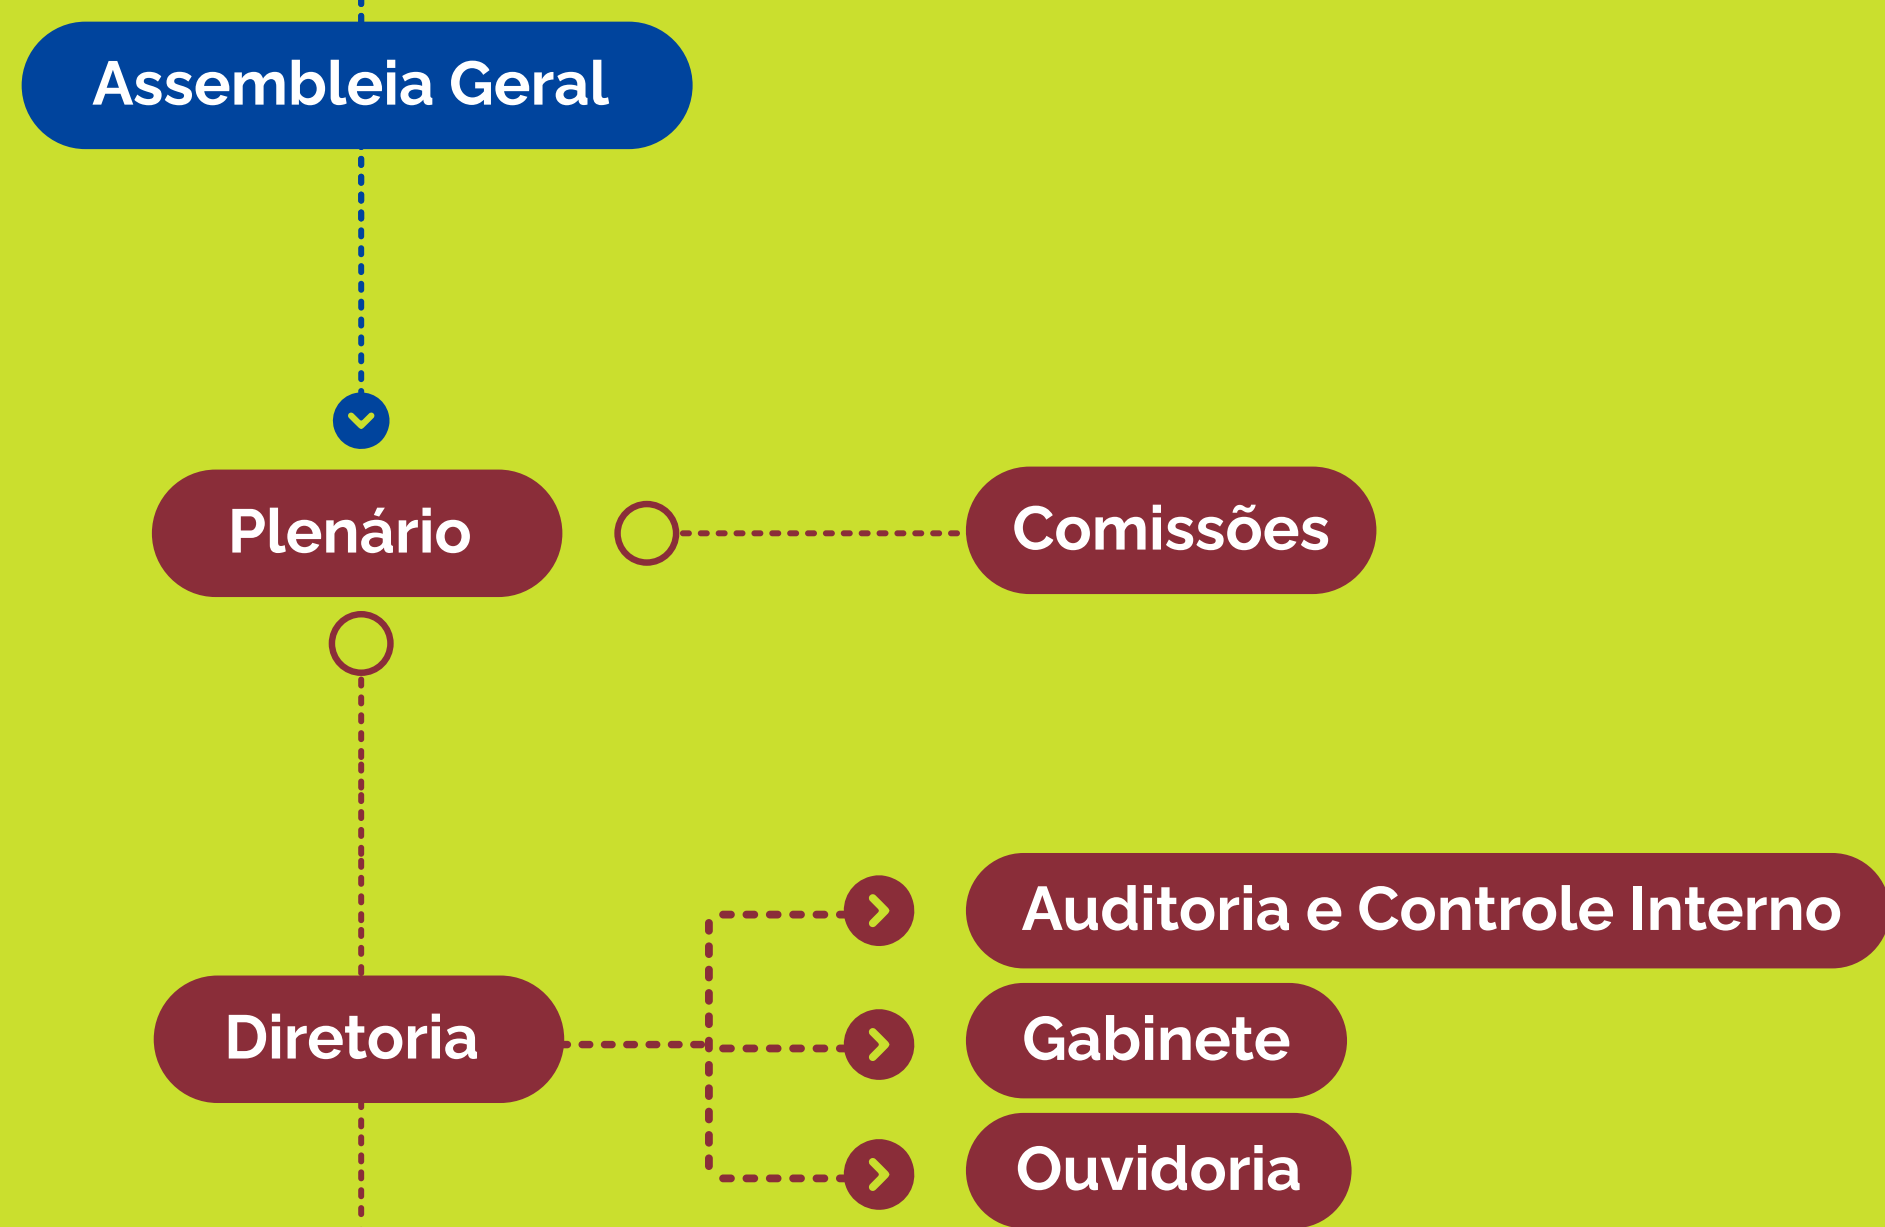 Assembleia Geral
Plenário
Comissões
Auditoria e Controle Interno
Diretoria
Gabinete
Ouvidoria